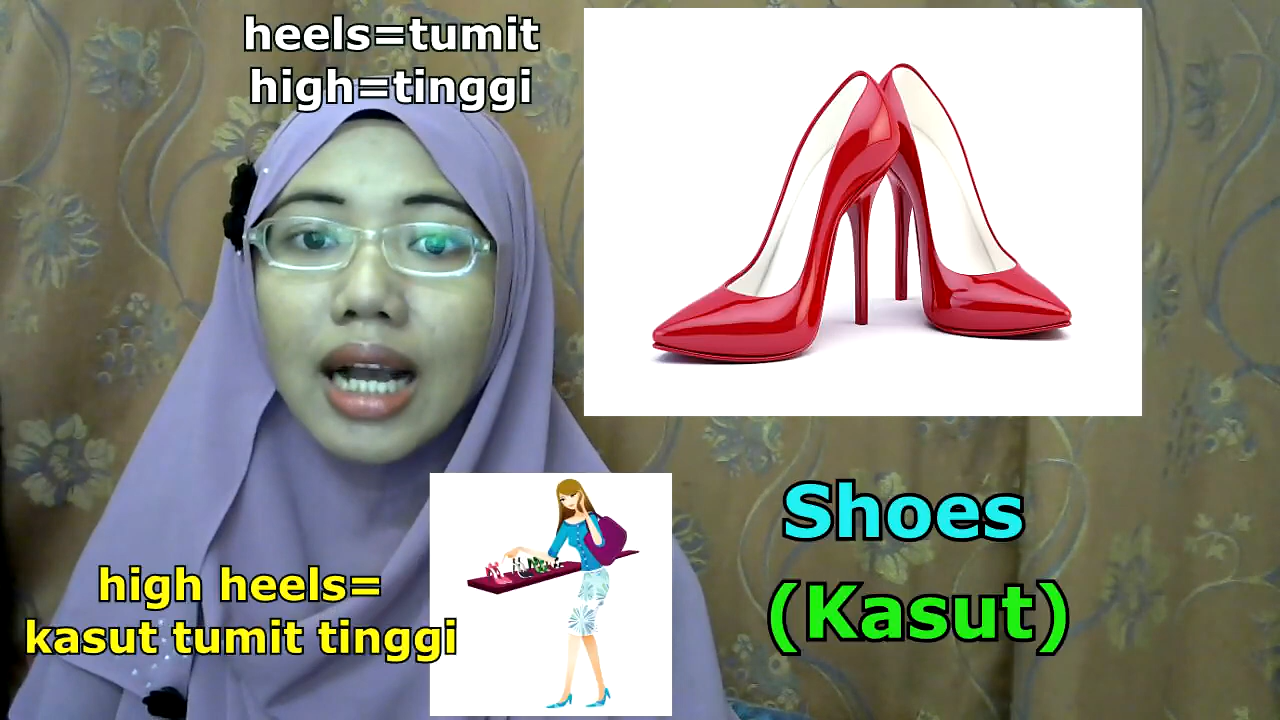 heels=tumit
high=tinggi
Shoes
(Kasut)
high heels=
kasut tumit tinggi